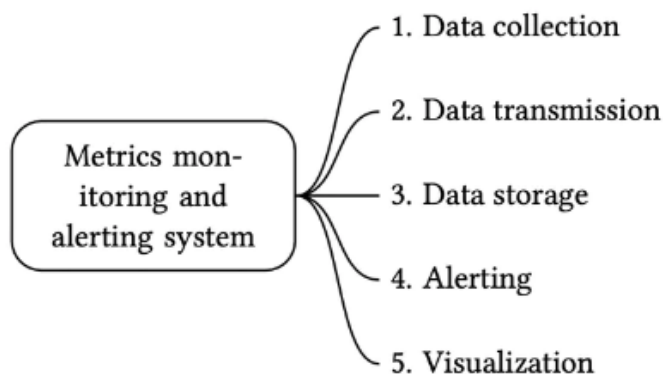 Metrics mon-
itoring and
alerting system
1. Data collection
2. Data transmission
3. Data storage
4. Alerting
5. Visualization